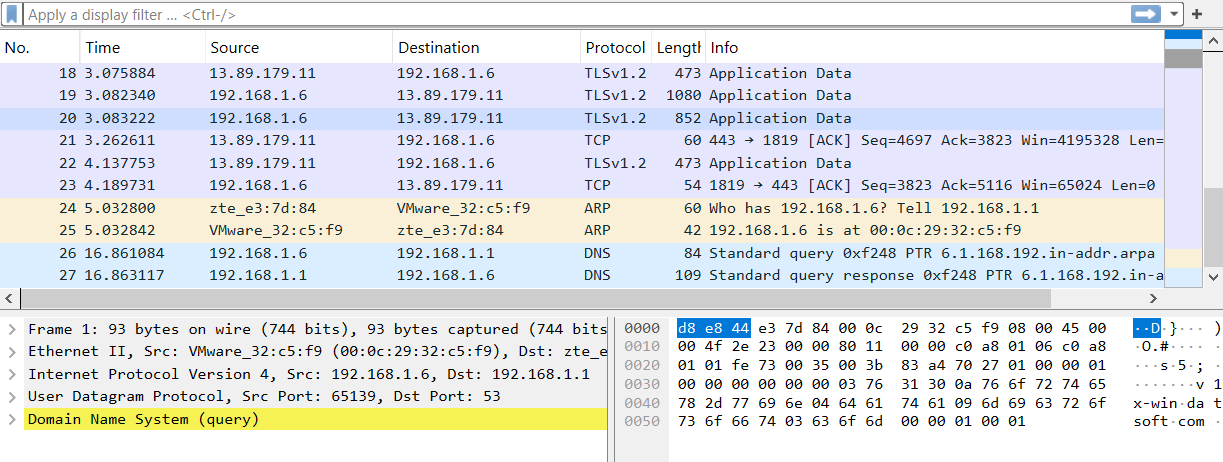 Apply a display filter … <Ctrl-/>
No. Time Source Destination Protocol Length Info
18 3.075884 13.89.179.11 192.168.1.6 TLSv1.2 473 Application Data
19 3.082340 192.168.1.6 13.89.179.11 TLSv1.2 1080 Application Data
20 3.083222 192.168.1.6 13.89.179.11 TLSv1.2 852 Application Data
21 3.262611 13.89.179.11 192.168.1.6 TCP 60 443 → 1819 [ACK] Seq=4697 Ack=3823 Win=4195328 Len=
22 4.137753 13.89.179.11 192.168.1.6 TLSv1.2 473 Application Data
23 4.189731 192.168.1.6 13.89.179.11 TCP 54 1819 → 443 [ACK] Seq=3823 Ack=5116 Win=65024 Len=0
24 5.032800 zte_e3:7d:84 VMware_32:c5:f9 ARP 60 Who has 192.168.1.6? Tell 192.168.1.1
25 5.032842 VMware_32:c5:f9 zte_e3:7d:84 ARP 42 192.168.1.6 is at 00:0c:29:32:c5:f9
26 16.861084 192.168.1.6 192.168.1.1 DNS 84 Standard query 0xf248 PTR 6.1.168.192.in-addr.arpa
27 16.863117 192.168.1.1 192.168.1.6 DNS 109 Standard query response 0xf248 PTR 6.1.168.192.in-a
Frame 1: 93 bytes on wire (744 bits), 93 bytes captured (744 bits
Ethernet II, Src: VMware_32:c5:f9 (00:0c:29:32:c5:f9), Dst: zte_e
Internet Protocol Version 4, Src: 192.168.1.6, Dst: 192.168.1.1
User Datagram Protocol, Src Port: 65139, Dst Port: 53
Domain Name System (query)
0000 d8 e8 44 e3 7d 84 00 0c 29 32 c5 f9 08 00 45 00 ··D·}··· )
0010 00 4f 2e 23 00 00 80 11 00 00 c0 a8 01 06 c0 a8 ·O.#····
0020 01 01 fe 73 00 35 00 3b 83 a4 70 27 01 00 00 01 ···s·5·;
0030 00 00 00 00 00 00 03 76 31 30 0a 76 6f 72 74 65 ·······v 1
0040 78 2d 77 69 6e 04 64 61 74 61 09 6d 69 63 72 6f x-win·da t
0050 73 6f 66 74 03 63 6f 6d 00 00 01 00 01 soft·com ·